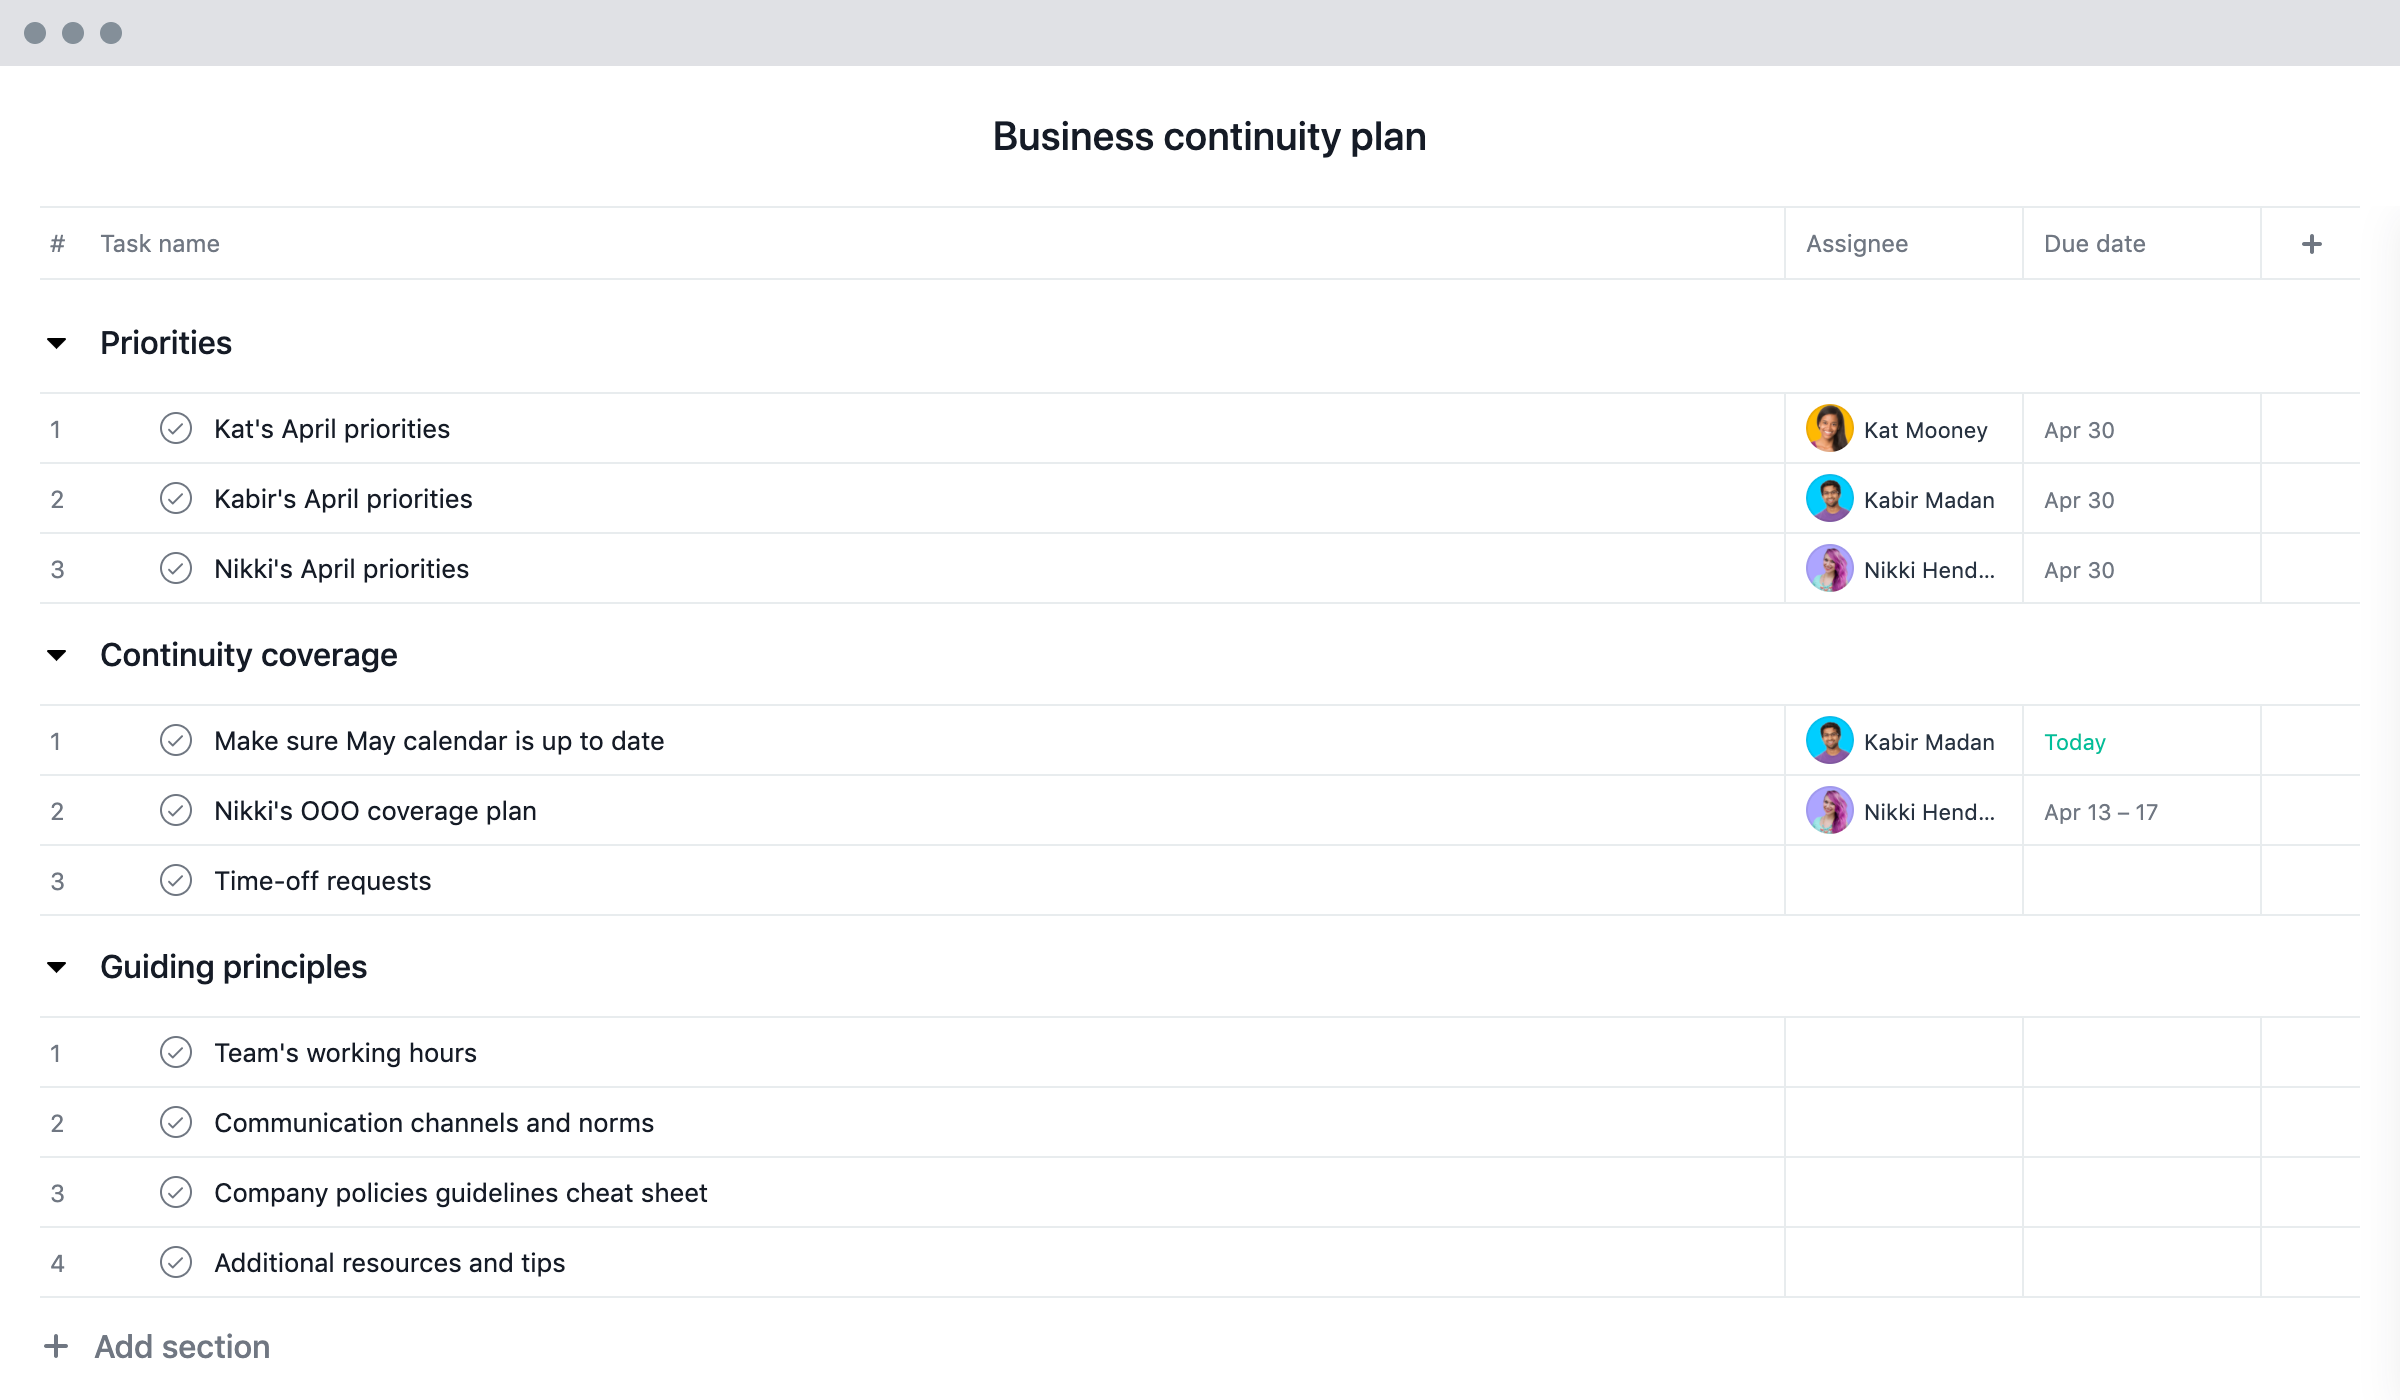 Business continuity plan
# Task name Assignee Due date +
Priorities
1 Kat's April priorities Kat Mooney Apr 30
2 Kabir's April priorities Kabir Madan Apr 30
3 Nikki's April priorities Nikki Hend... Apr 30
Continuity coverage
1 Make sure May calendar is up to date Kabir Madan Today
2 Nikki's OOO coverage plan Nikki Hend... Apr 13 – 17
3 Time-off requests
Guiding principles
1 Team's working hours
2 Communication channels and norms
3 Company policies guidelines cheat sheet
4 Additional resources and tips
+ Add section